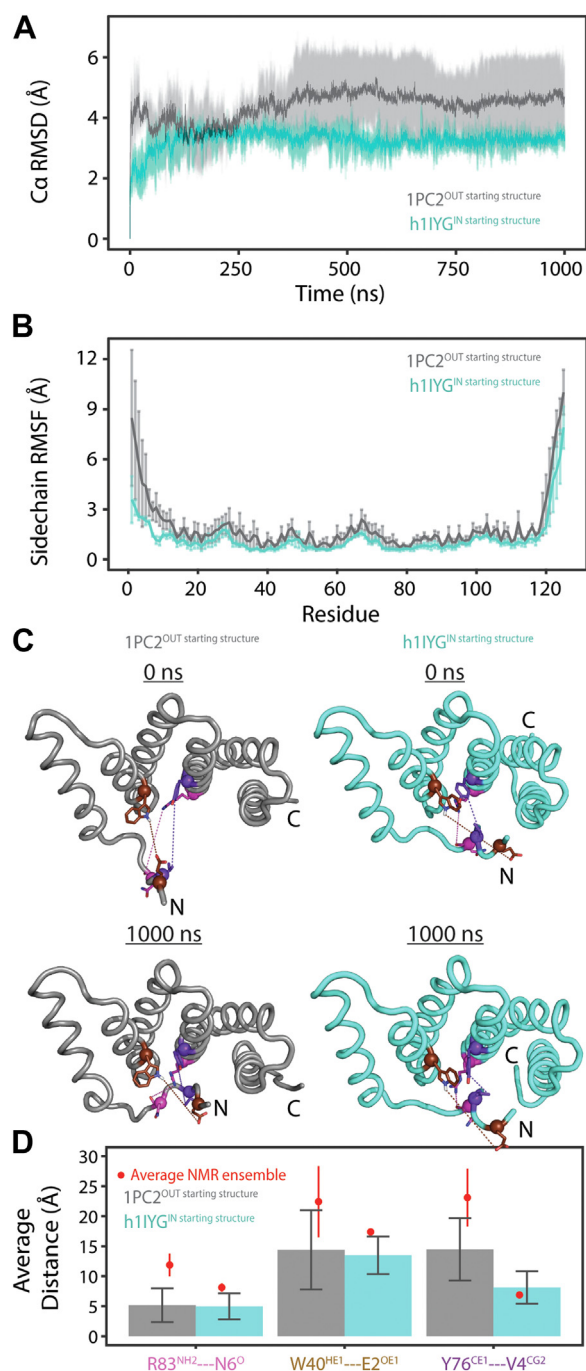 A
6
4
2
0
Cα RMSD (Å)
1PC2OUT starting structure
h1IYGIN starting structure
0 250 500 750 1000
Time (ns)
B
12
9
6
3
0
Sidechain RMSF (Å)
1PC2OUT starting structure
h1IYGIN starting structure
0 20 40 60 80 100 120
Residue
C
1PC2OUT starting structure h1IYGIN starting structure
0 ns 0 ns
C
C
N
N
1000 ns 1000 ns
C
N
C
N
D
30
25
20
15
10
5
0
Average
Distance (Å)
Average NMR ensemble
1PC2OUT starting structure
h1IYGIN starting structure
R83NH2---N6O W40HE1---E2OE1 Y76CE1---V4CG2